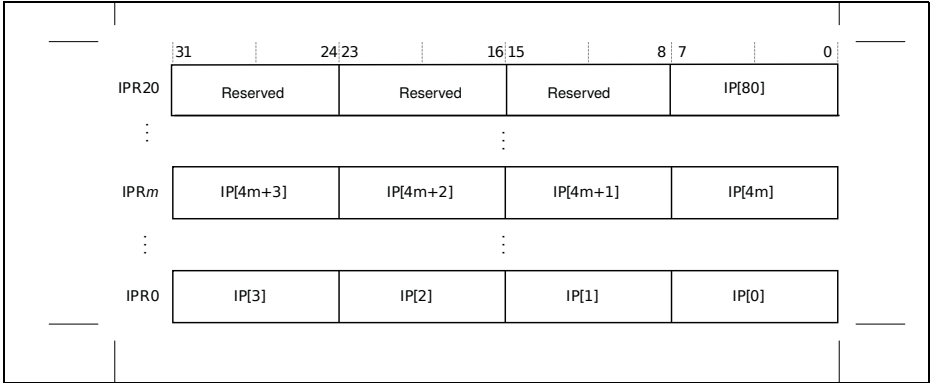 31 24 23 16 15 8 7 0
IPR20 Reserved Reserved Reserved IP[80]
⋮ ⋮
IPRm IP[4m+3] IP[4m+2] IP[4m+1] IP[4m]
⋮ ⋮
IPR0 IP[3] IP[2] IP[1] IP[0]